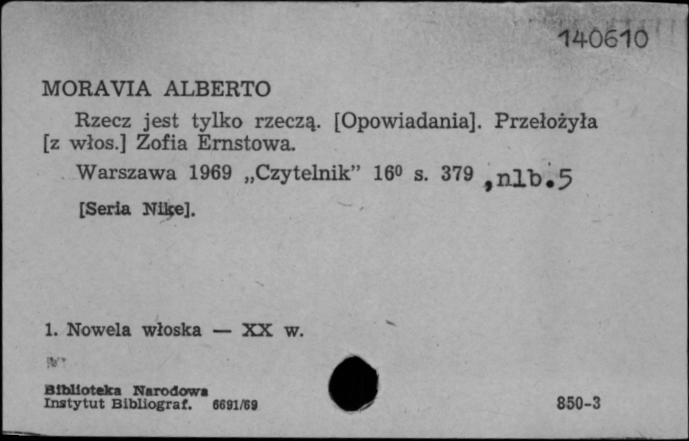 140610
MORAVIA ALBERTO
Rzecz jest tylko rzeczą. [Opowiadania]. Przełożyła
[z włos.] Zofia Ernstowa.
Warszawa 1969 „Czytelnik” 16⁰ s. 379 , nlb. 5
[Seria Nike].
1. Nowela włoska — XX w.
Biblioteka Narodowa
Instytut Bibliograf. 6691/69
850-3